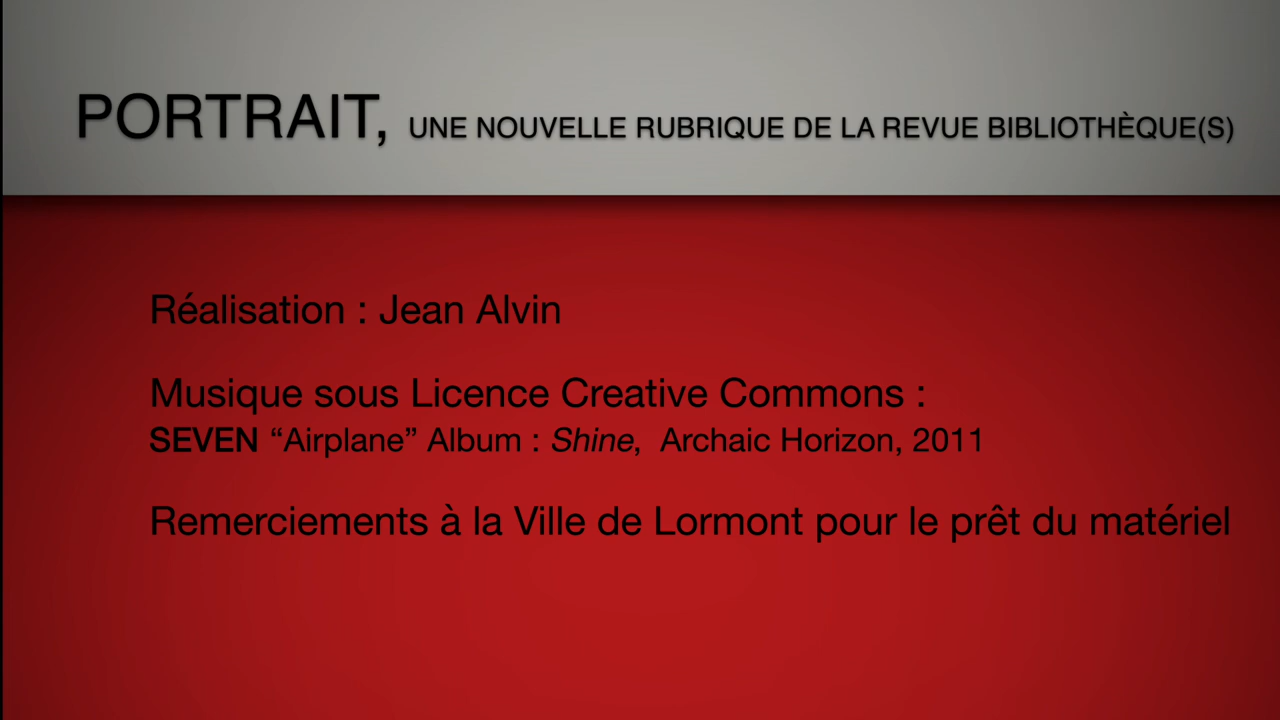 PORTRAIT, UNE NOUVELLE RUBRIQUE DE LA REVUE BIBLIOTHÈQUE(S)
Réalisation : Jean Alvin
Musique sous Licence Creative Commons :
SEVEN “Airplane” Album : Shine, Archaic Horizon, 2011
Remerciements à la Ville de Lormont pour le prêt du matériel